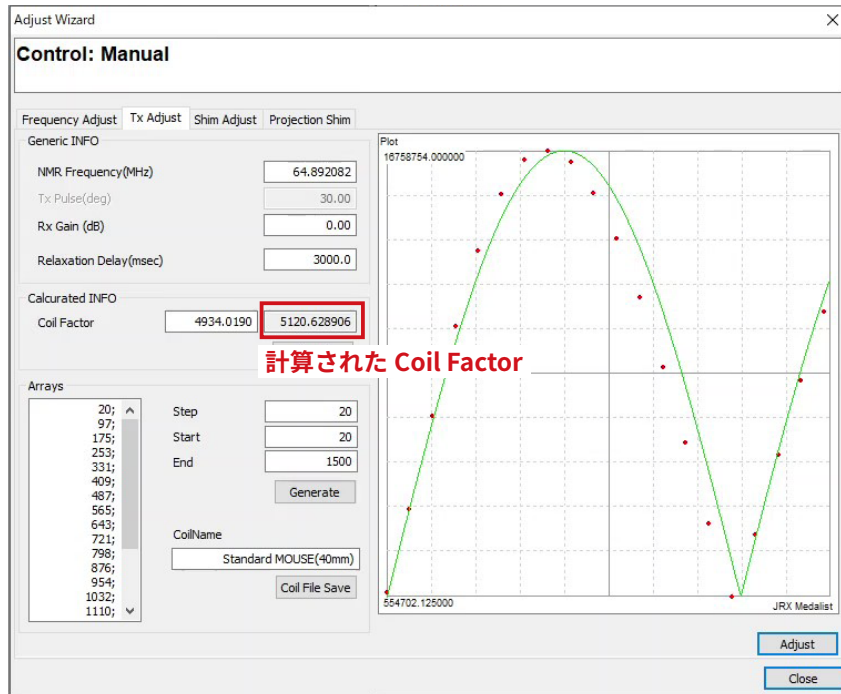 Adjust Wizard
Control: Manual
Frequency Adjust Tx Adjust Shim Adjust Projection Shim
Generic INFO
NMR Frequency(MHz) 64.892082
Tx Pulse(deg) 30.00
Rx Gain (dB) 0.00
Relaxation Delay(msec) 3000.0
Calcurated INFO
Coil Factor 4934.0190 5120.628906
計算された Coil Factor
Arrays
20;
97;
175;
253;
331;
409;
487;
565;
643;
721;
798;
876;
954;
1032;
1110;
Step 20
Start 20
End 1500
Generate
CoilName
Standard MOUSE(40mm)
Coil File Save
Plot
16758754.000000
554702.125000
JRX Medalist
Adjust
Close